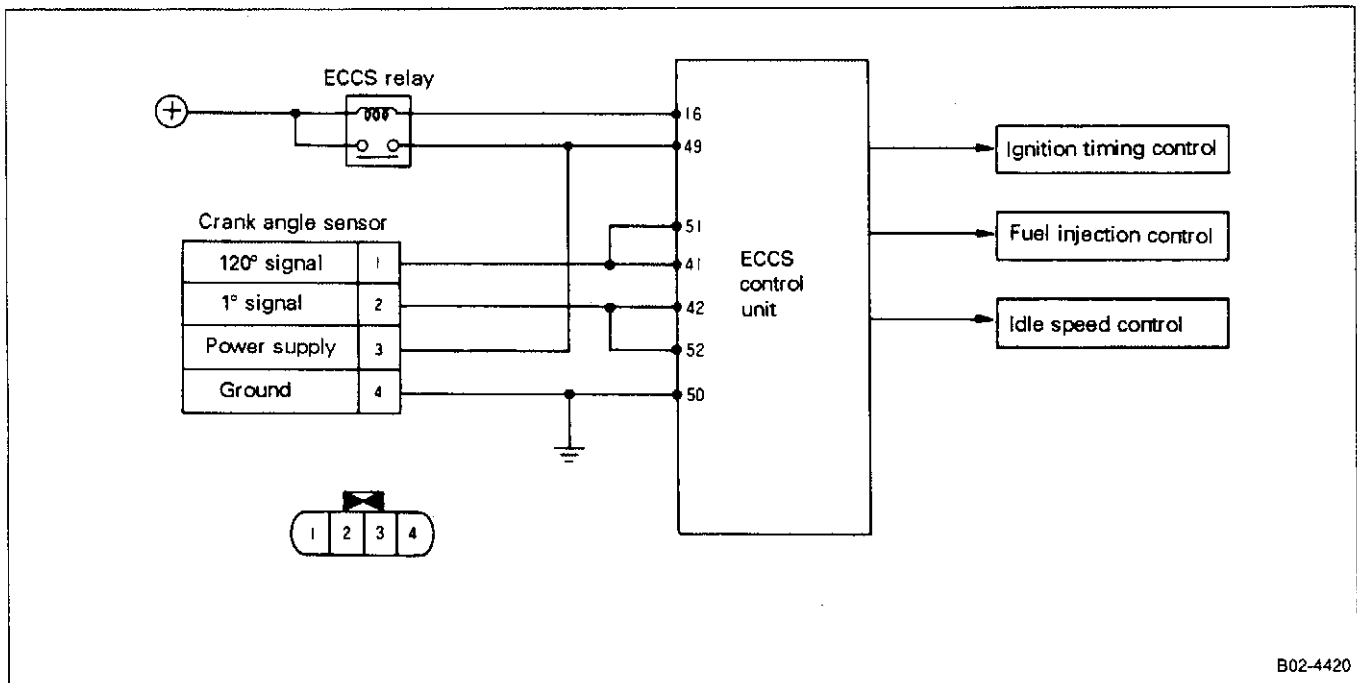 ECCS relay
16
49
Ignition timing control
Crank angle sensor
51
Fuel injection control
120° signal 1
41
ECCS
control
unit
1° signal 2
42
Idle speed control
Power supply 3
52
Ground 4
50
1 2 3 4
B02-4420